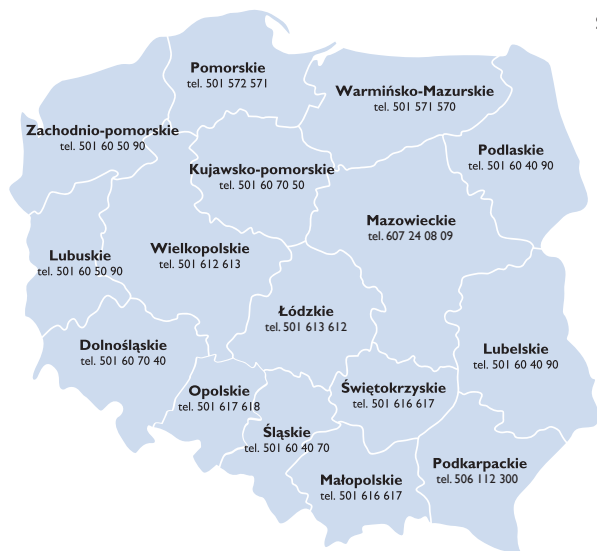 Pomorskie
tel. 501 572 571
Warmińsko-Mazurskie
tel. 501 571 570
Zachodnio-pomorskie
tel. 501 60 50 90
Podlaskie
tel. 501 60 40 90
Kujawsko-pomorskie
tel. 501 60 70 50
Mazowieckie
tel. 607 24 08 09
Lubuskie
tel. 501 60 50 90
Wielkopolskie
tel. 501 612 613
Łódzkie
tel. 501 613 612
Dolnośląskie
tel. 501 60 70 40
Lubelskie
tel. 501 60 40 90
Opolskie
tel. 501 617 618
Świętokrzyskie
tel. 501 616 617
Śląskie
tel. 501 60 40 70
Małopolskie
tel. 501 616 617
Podkarpackie
tel. 506 112 300